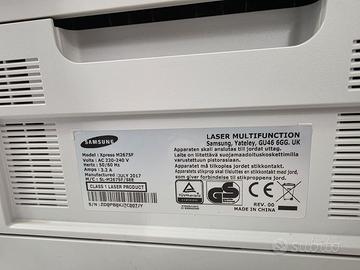 SAMSUNG
Model : Xpress M2675F
Volts : AC 220-240 V
Hertz : 50/60 Hz
Amps : 3.2 A
Manufactured : JULY 2017
M/C : SL-M2675F/SEE
CLASS 1 LASER PRODUCT
LASER MULTIFUNCTION
Samsung, Yateley, GU46 6GG. UK
Apparaten skall anslutas till jordat uttag.
Laite on liitettävä suojamaadoituskoskettimilla
varustettuun pistorasiaan.
Apparatet må tilkoples jordet stikkontakt.
Apparatets stikprop skal tilsluttes en
stikkontakt med jord, som giver forbindelse til
stikproppens jord.
REV. 00
MADE IN CHINA
subito